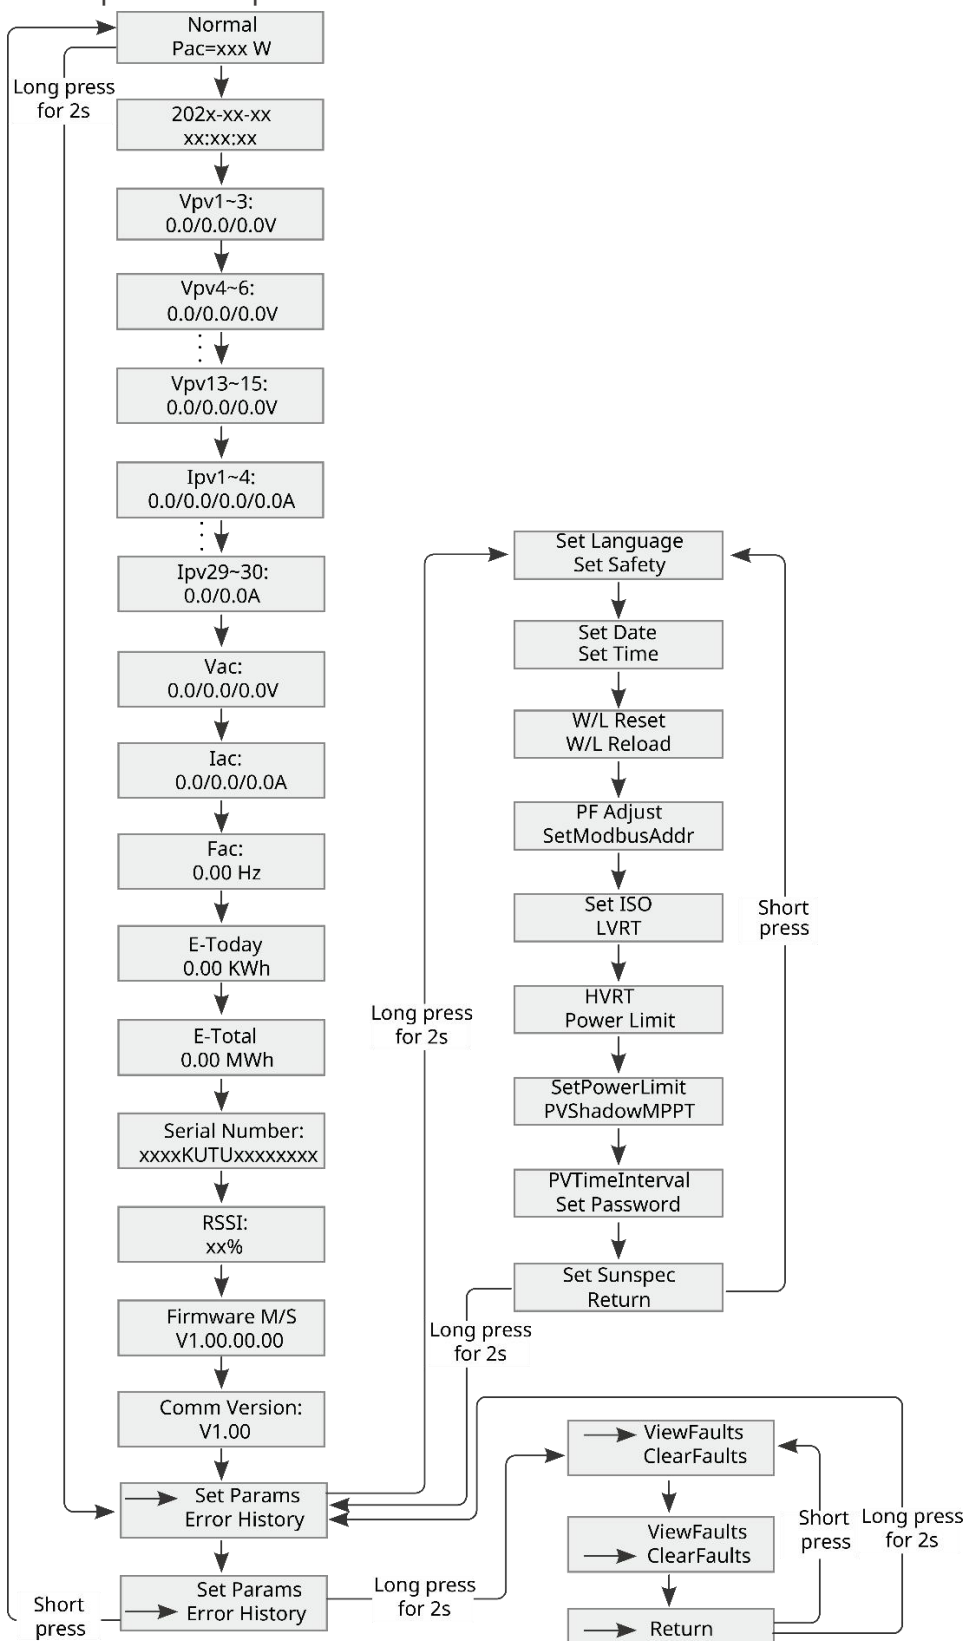 Normal
Pac=xxx W
Long press
for 2s
202x-xx-xx
xx:xx:xx
Vpv1~3:
0.0/0.0/0.0V
Vpv4~6:
0.0/0.0/0.0V
Vpv13~15:
0.0/0.0/0.0V
Ipv1~4:
0.0/0.0/0.0/0.0A
Ipv29~30:
0.0/0.0A
Vac:
0.0/0.0/0.0V
Iac:
0.0/0.0/0.0A
Fac:
0.00 Hz
E-Today
0.00 KWh
E-Total
0.00 MWh
Serial Number:
xxxxKUTUxxxxxxxx
RSSI:
xx%
Firmware M/S
V1.00.00.00
Comm Version:
V1.00
Set Params
Error History
Set Params
Error History
Short
press
Long press
for 2s
Set Language
Set Safety
Set Date
Set Time
W/L Reset
W/L Reload
PF Adjust
SetModbusAddr
Set ISO
LVRT
HVRT
Power Limit
SetPowerLimit
PVShadowMPPT
PVTimeInterval
Set Password
Set Sunspec
Return
Short
press
Long press
for 2s
Long press
for 2s
ViewFaults
ClearFaults
ViewFaults
ClearFaults
Return
Short
press
Long press
for 2s